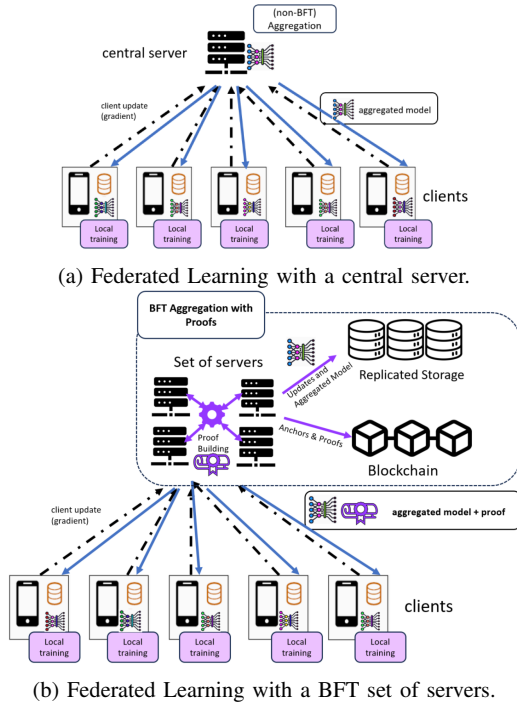 (non-BFT)
Aggregation
central server
client update
(gradient)
aggregated model
clients
Local
training
Local
training
Local
training
Local
training
Local
training
(a) Federated Learning with a central server.
BFT Aggregation with
Proofs
Set of servers
Updates and
Aggregated Model
Replicated Storage
Proof
Building
Anchors & Proofs
Blockchain
client update
(gradient)
aggregated model + proof
clients
Local
training
Local
training
Local
training
Local
training
Local
training
(b) Federated Learning with a BFT set of servers.